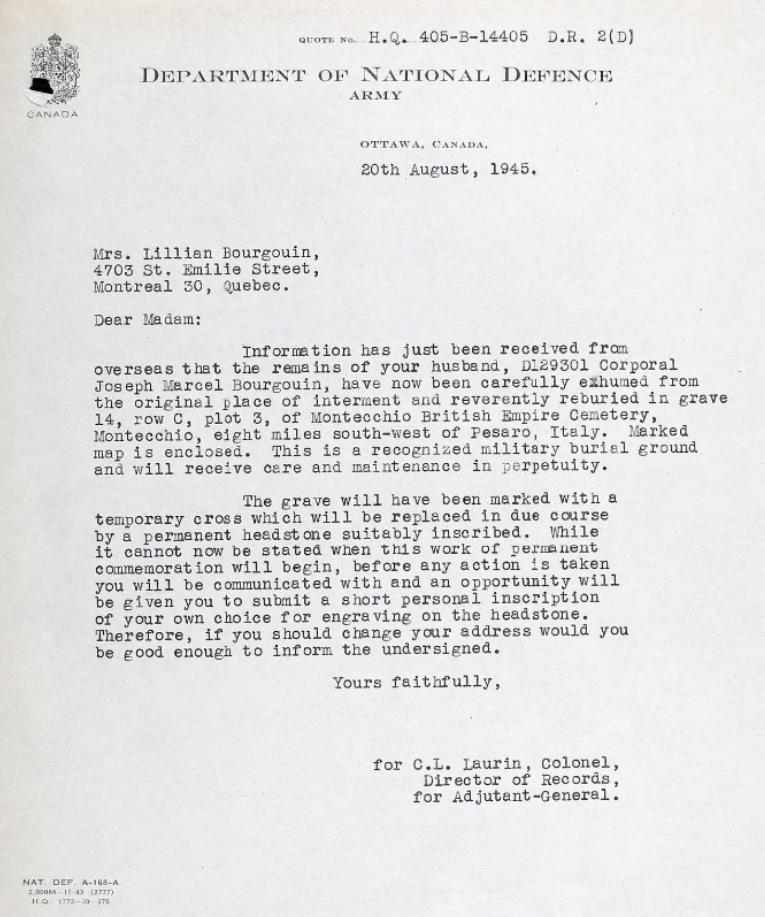 QUOTE No. H.Q. 405-B-14405 D.R. 2(D)
CANADA
DEPARTMENT OF NATIONAL DEFENCE
ARMY
OTTAWA, CANADA,
20th August, 1945.
Mrs. Lillian Bourgouin,
4703 St. Emilie Street,
Montreal 30, Quebec.
Dear Madam:
Information has just been received from
overseas that the remains of your husband, D129301 Corporal
Joseph Marcel Bourgouin, have now been carefully exhumed from
the original place of interment and reverently reburied in grave
14, row C, plot 3, of Montecchio British Empire Cemetery,
Montecchio, eight miles south-west of Pesaro, Italy. Marked
map is enclosed. This is a recognized military burial ground
and will receive care and maintenance in perpetuity.
The grave will have been marked with a
temporary cross which will be replaced in due course
by a permanent headstone suitably inscribed. While
it cannot now be stated when this work of permanent
commemoration will begin, before any action is taken
you will be communicated with and an opportunity will
be given you to submit a short personal inscription
of your own choice for engraving on the headstone.
Therefore, if you should change your address would you
be good enough to inform the undersigned.
Yours faithfully,
for C.L. Laurin, Colonel,
Director of Records,
for Adjutant-General.
NAT. DEF. A-168-A
2,000M—11-43 (2777)
H.Q. 1772—39—376